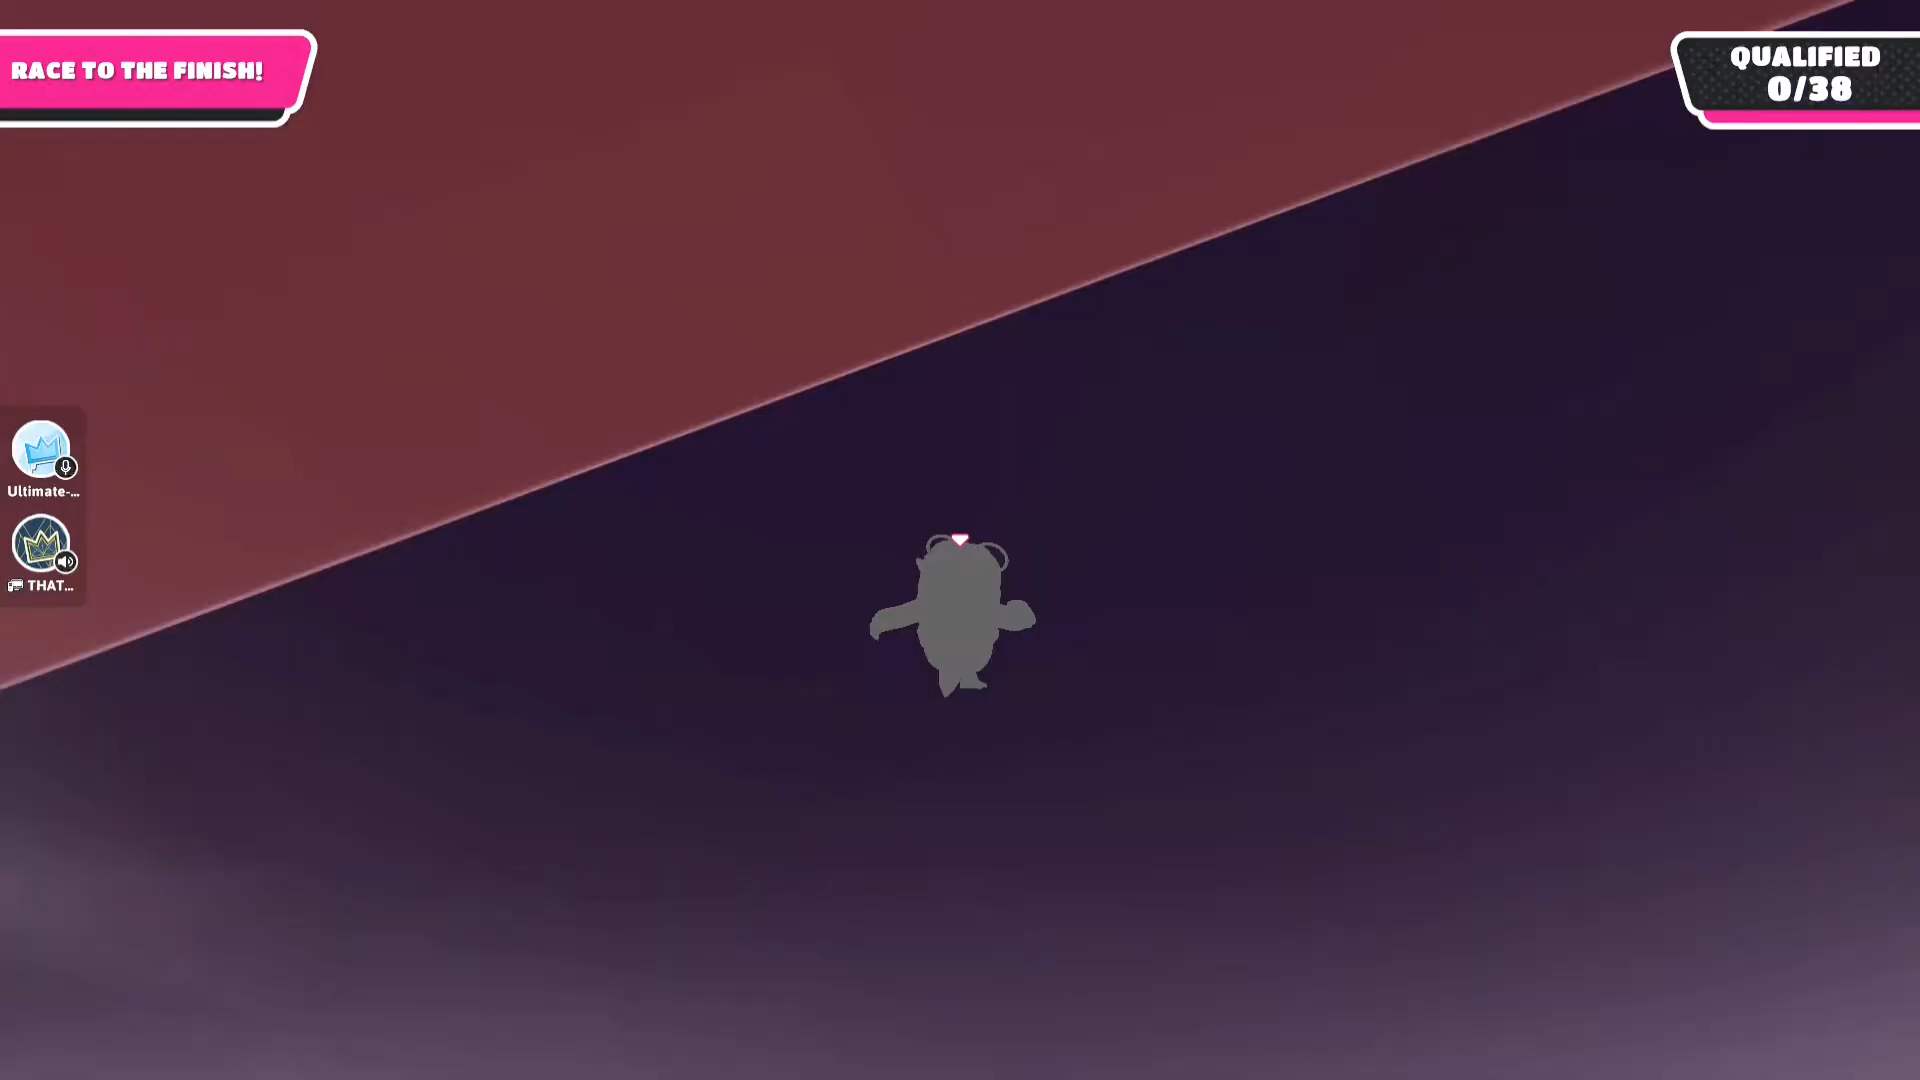 RACE TO THE FINISH!
QUALIFIED
0/38
Ultimate-...
THAT...